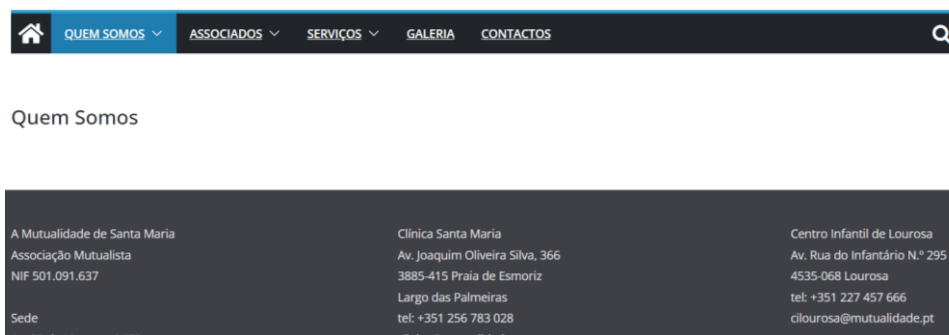 QUEM SOMOS ASSOCIADOS SERVIÇOS GALERIA CONTACTOS
Quem Somos
A Mutualidade de Santa Maria
Associação Mutualista
NIF 501.091.637
Sede
Clínica Santa Maria
Av. Joaquim Oliveira Silva, 366
3885-415 Praia de Esmoriz
Largo das Palmeiras
tel: +351 256 783 028
Centro Infantil de Lourosa
Av. Rua do Infantário N.º 295
4535-068 Lourosa
tel: +351 227 457 666
cilourosa@mutualidade.pt